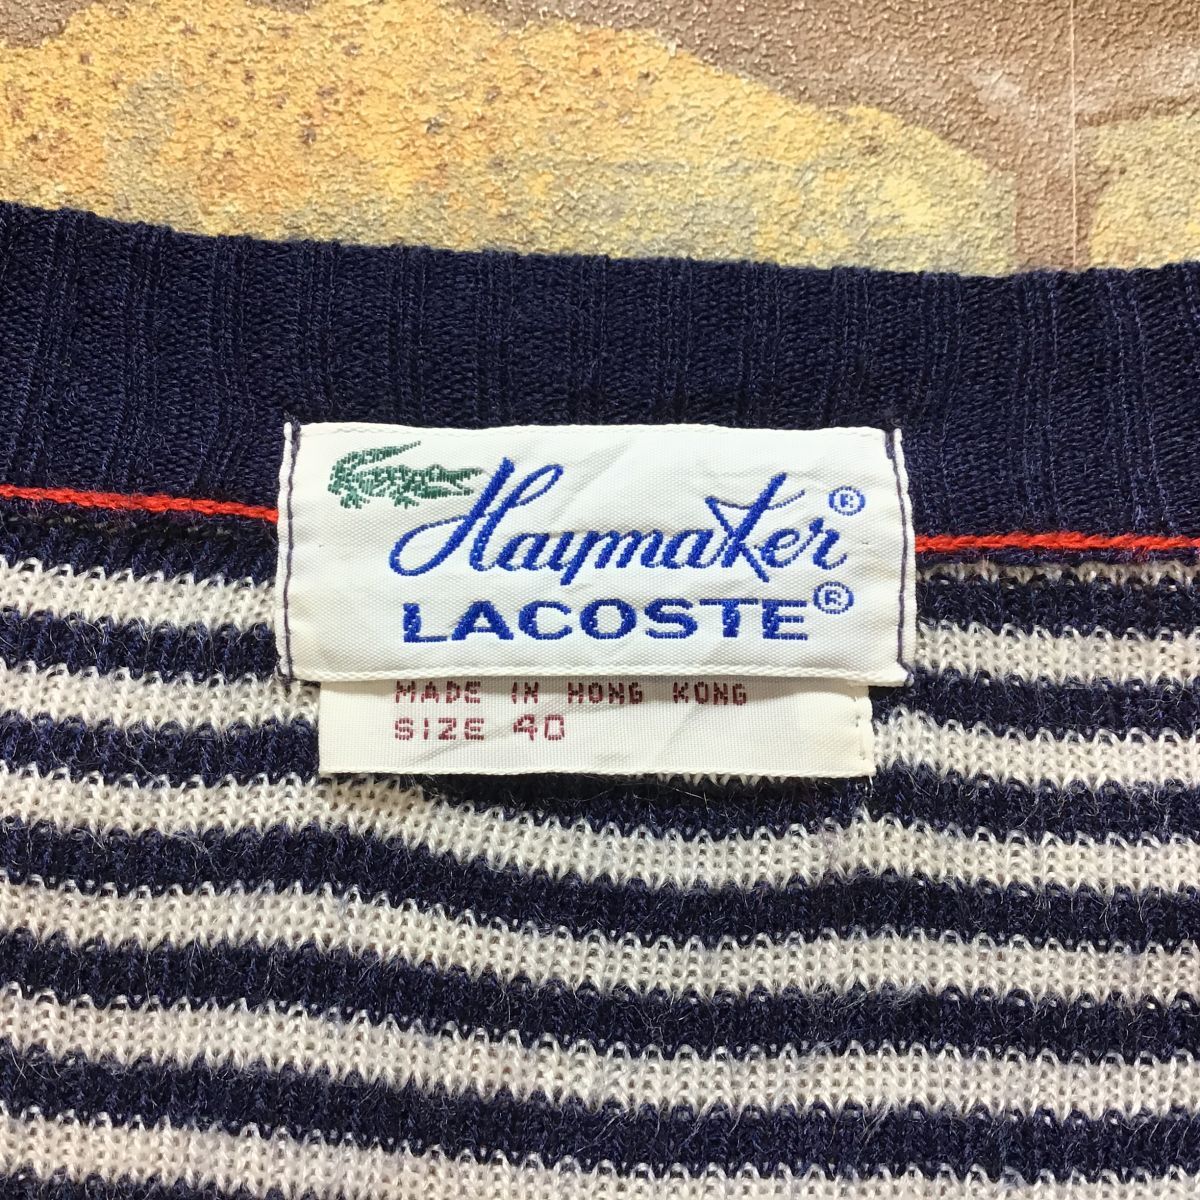 Haymaker®
LACOSTE®
MADE IN HONG KONG
SIZE 40